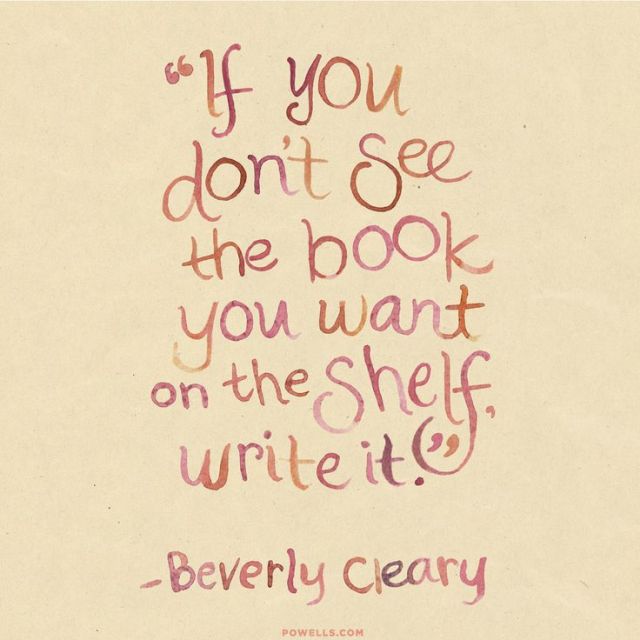 “If you
don't see
the book
you want
on the shelf,
write it.”
-Beverly Cleary
POWELLS.COM